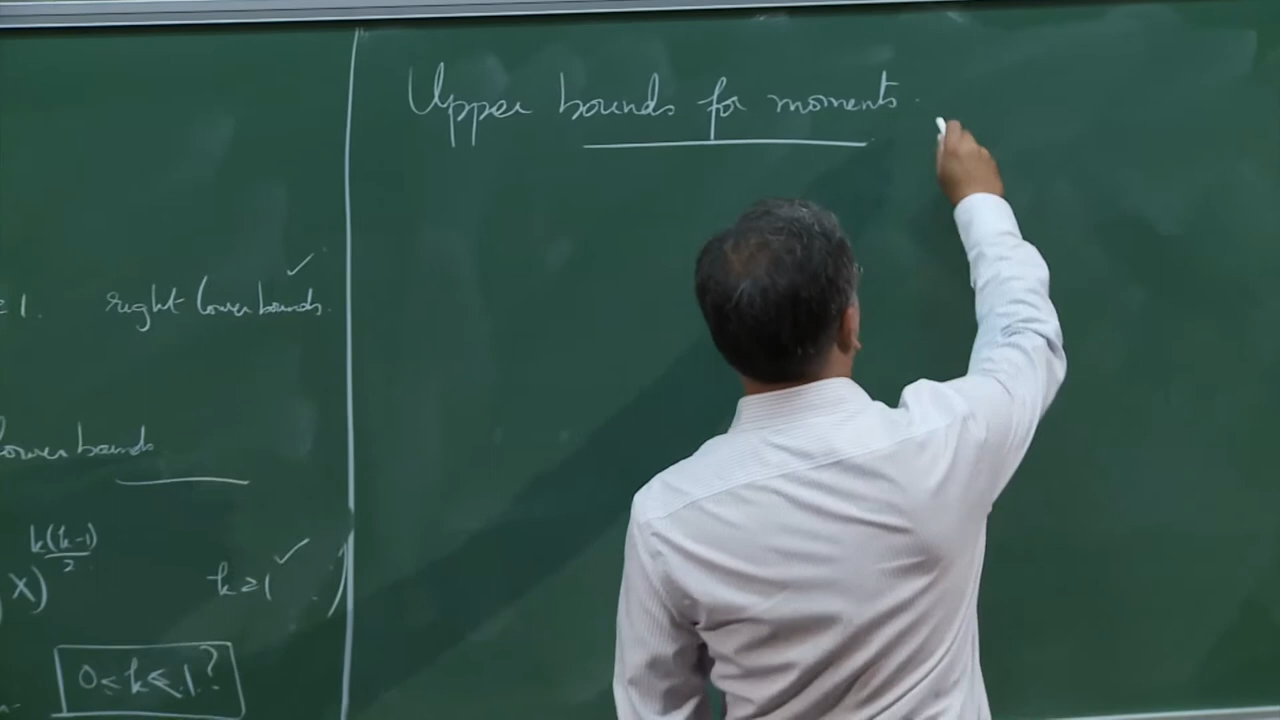 Upper bounds for moments.
≥ 1. right lower bounds. ✓
lower bounds
X)^{k(k-1)/2} k ≥ 1 ✓ .)
0 ≤ k ≤ 1?